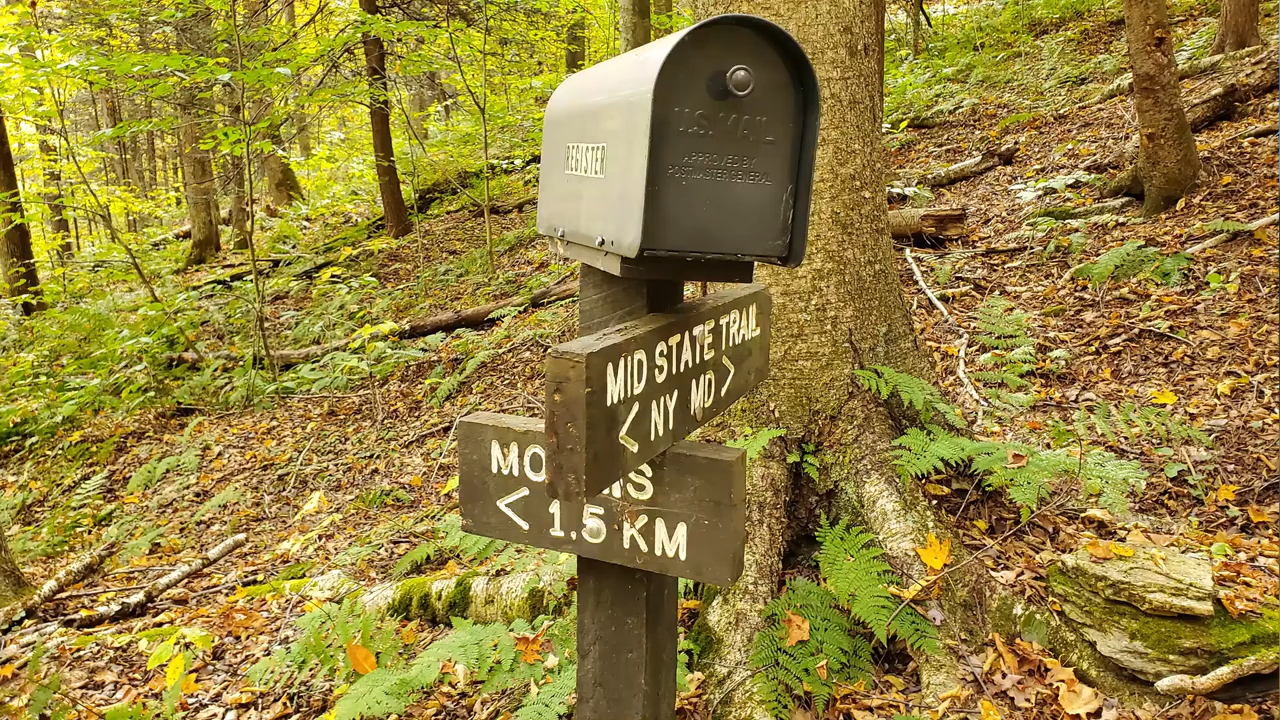 U.S. MAIL
APPROVED BY
POSTMASTER GENERAL
REGISTER
MID STATE TRAIL
< NY MD >
< 1.5 KM